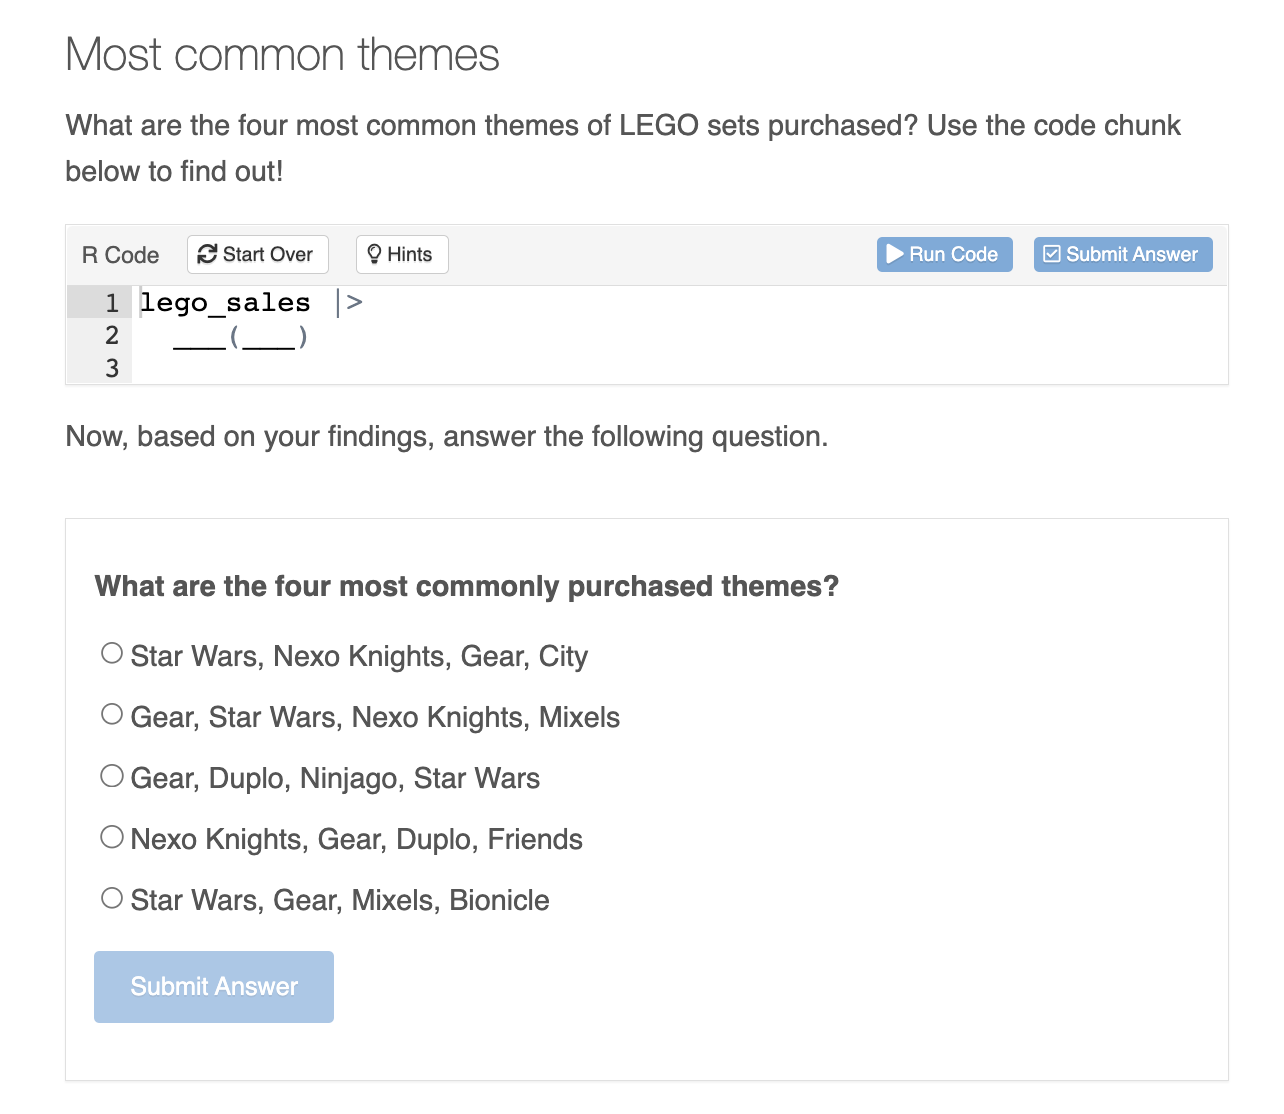 Most common themes
What are the four most common themes of LEGO sets purchased? Use the code chunk
below to find out!
R Code Start Over Hints Run Code Submit Answer
1 lego_sales |>
2 ___(___)
3
Now, based on your findings, answer the following question.
What are the four most commonly purchased themes?
Star Wars, Nexo Knights, Gear, City
Gear, Star Wars, Nexo Knights, Mixels
Gear, Duplo, Ninjago, Star Wars
Nexo Knights, Gear, Duplo, Friends
Star Wars, Gear, Mixels, Bionicle
Submit Answer